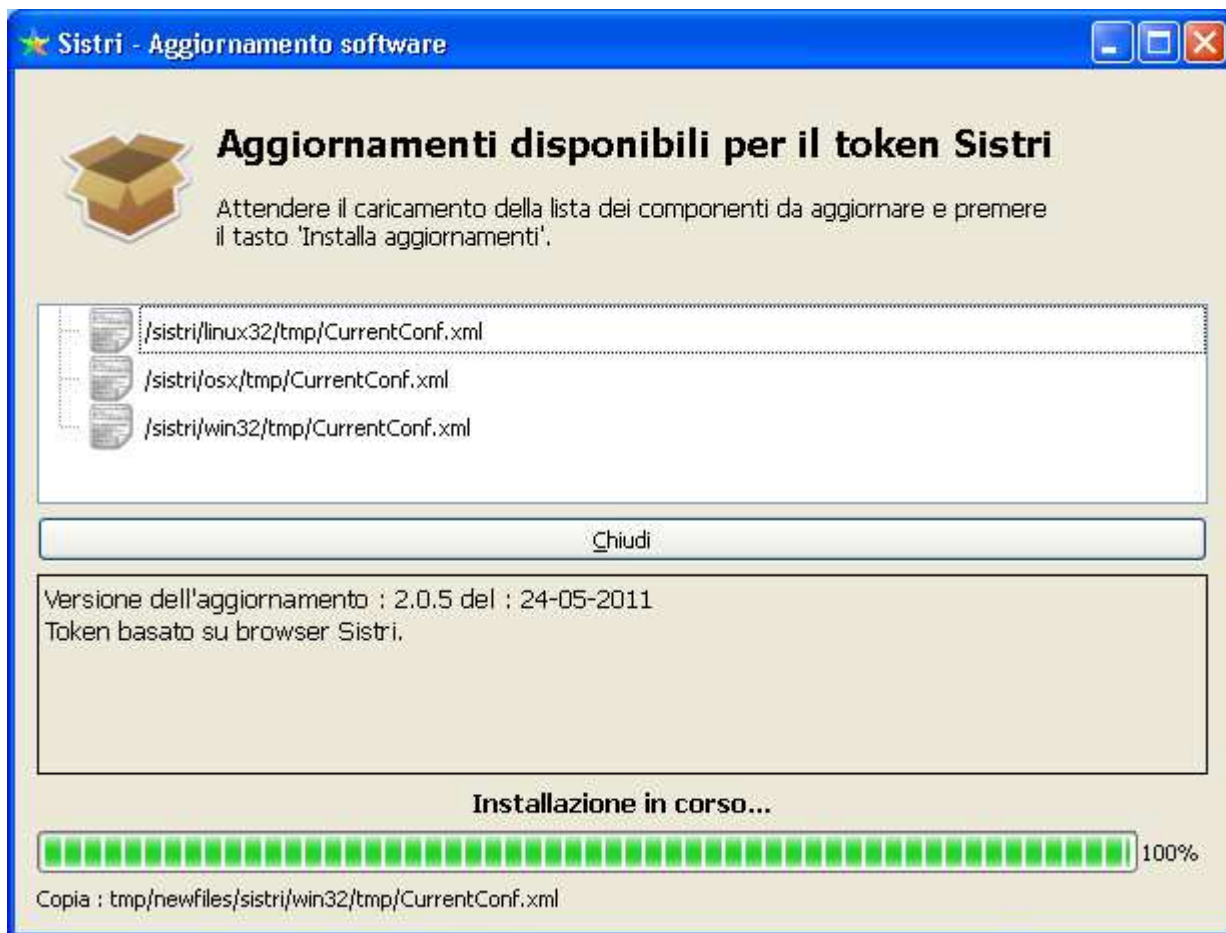 Sistri - Aggiornamento software
Aggiornamenti disponibili per il token Sistri
Attendere il caricamento della lista dei componenti da aggiornare e premere
il tasto 'Installa aggiornamenti'.
/sistri/linux32/tmp/CurrentConf.xml
/sistri/osx/tmp/CurrentConf.xml
/sistri/win32/tmp/CurrentConf.xml
Chiudi
Versione dell'aggiornamento : 2.0.5 del : 24-05-2011
Token basato su browser Sistri.
Installazione in corso...
100%
Copia : tmp/newfiles/sistri/win32/tmp/CurrentConf.xml